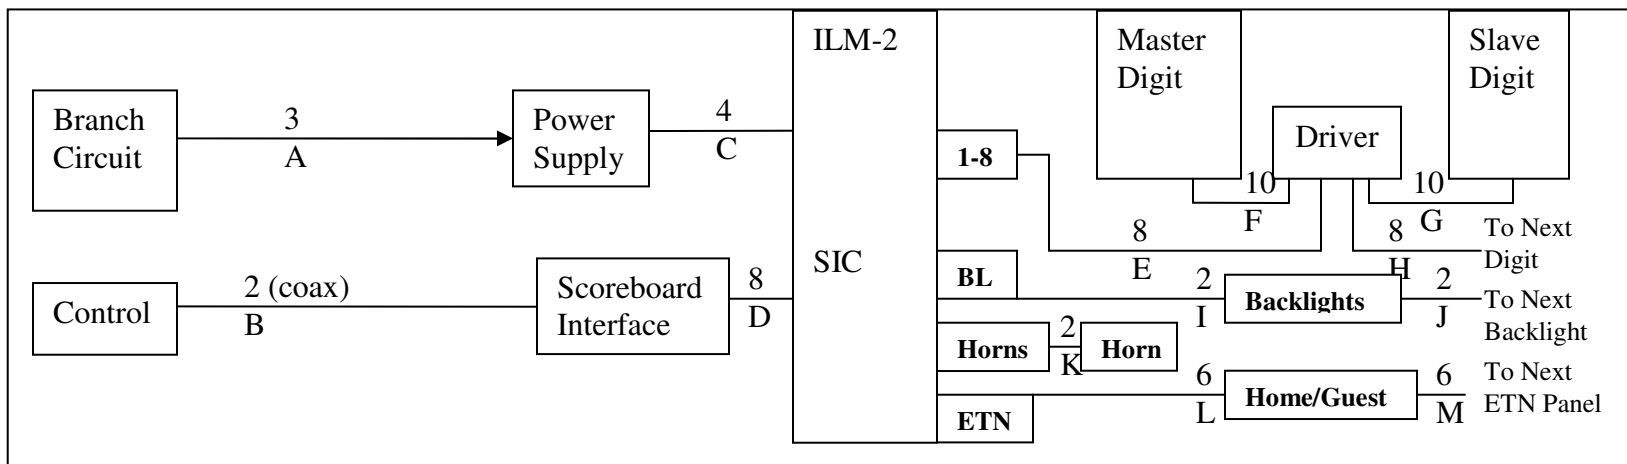 ILM-2
Master
Digit
Slave
Digit
Branch
Circuit
3
A
Power
Supply
4
C
1-8
Driver
10
F
10
G
8
E
8
H
To Next
Digit
Control
2 (coax)
B
Scoreboard
Interface
8
D
SIC
BL
2
I
Backlights
2
J
To Next
Backlight
Horns
2
K
Horn
ETN
6
L
Home/Guest
6
M
To Next
ETN Panel